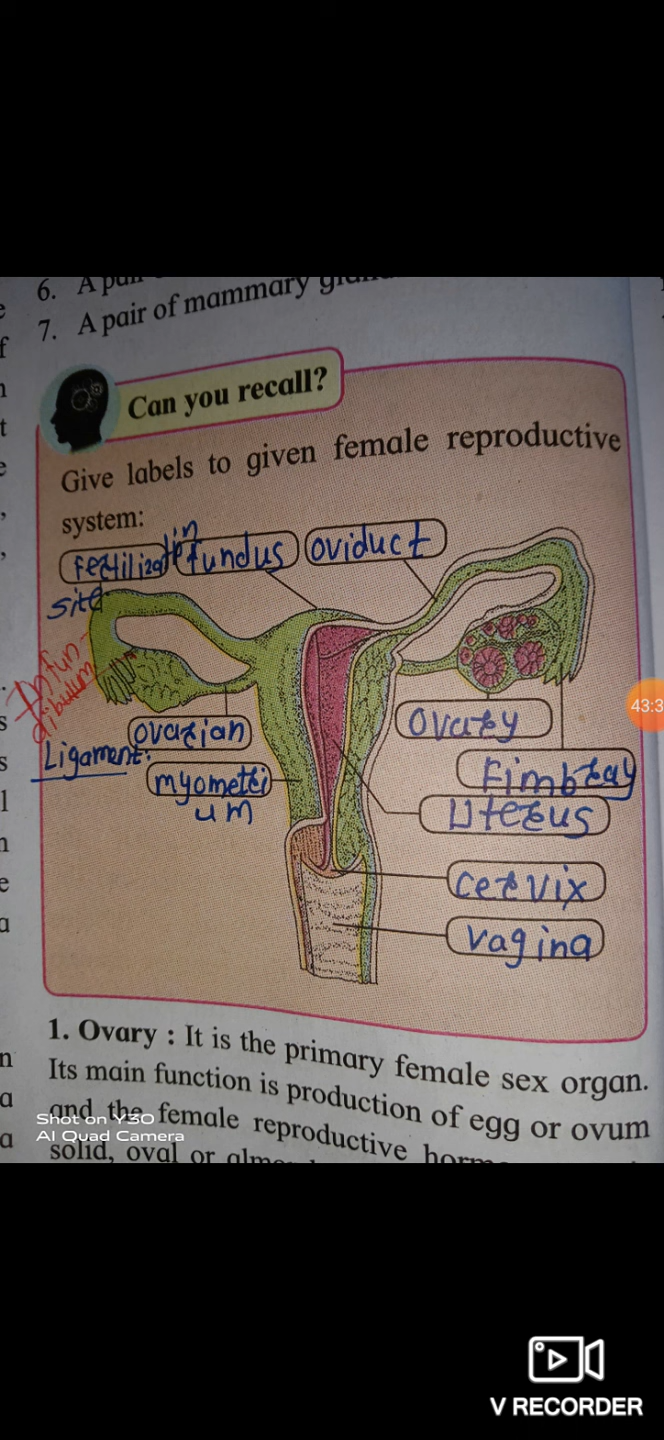 6. A pair
7. A pair of mammary
Can you recall?
Give labels to given female reproductive
system:
Fertilization
site
fundus
oviduct
Infun-
dibulum
ovarian
Ligament:
myometri
um
Ovary
Fimbray
Uterus
cervix
vagina
43:3
1. Ovary : It is the primary female sex organ.
Its main function is production of egg or ovum
and the female reproductive
solid, oval or
Shot on Y30
AI Quad Camera
V RECORDER